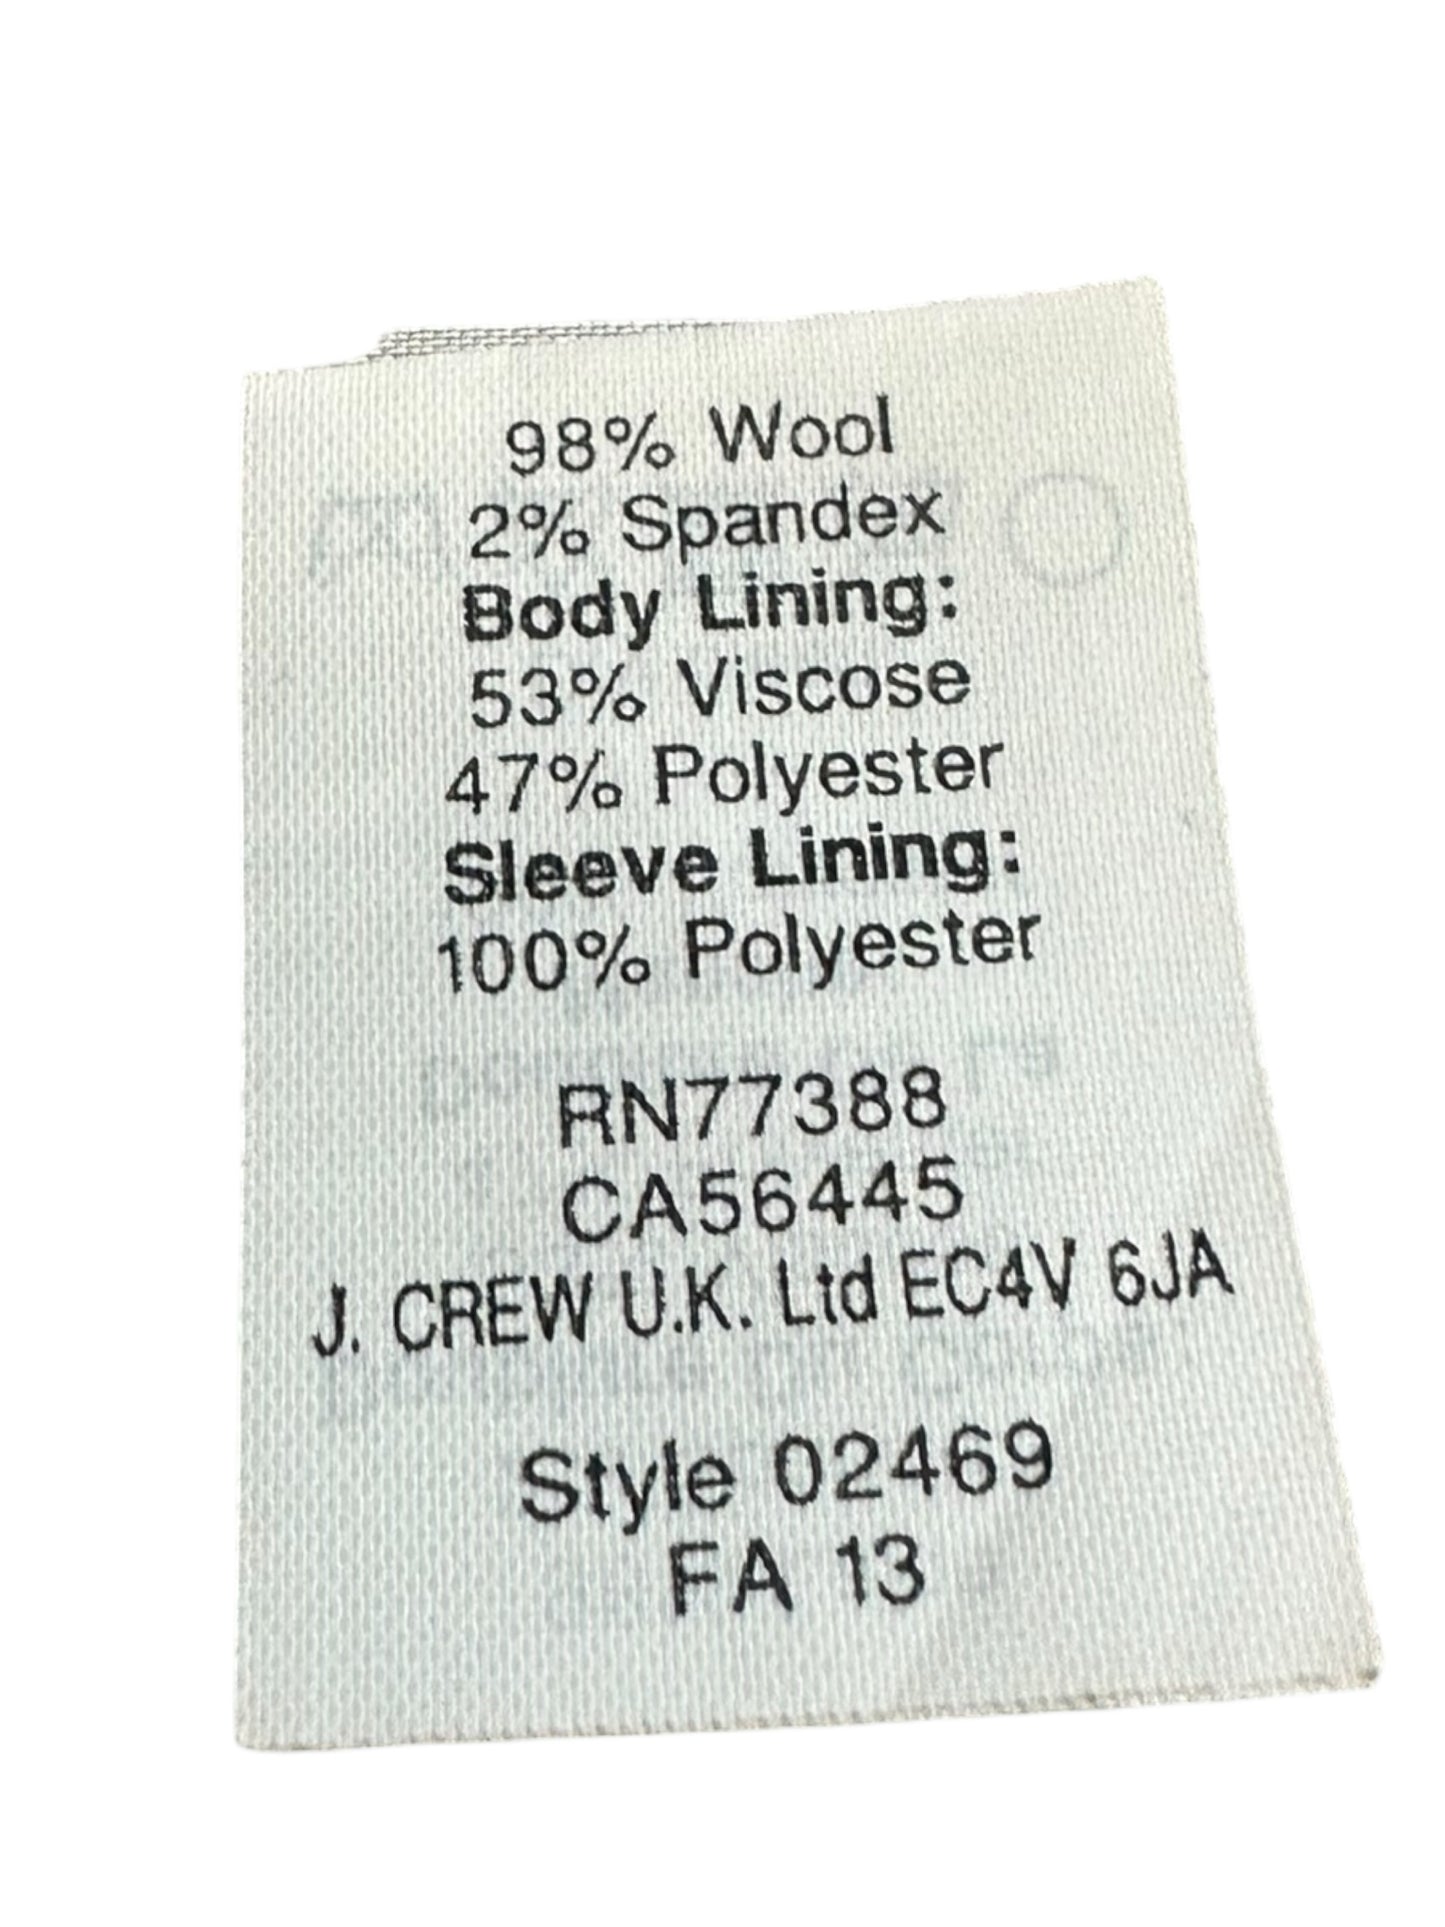 98% Wool
2% Spandex
Body Lining:
53% Viscose
47% Polyester
Sleeve Lining:
100% Polyester
RN77388
CA56445
J. CREW U.K. Ltd EC4V 6JA
Style 02469
FA 13